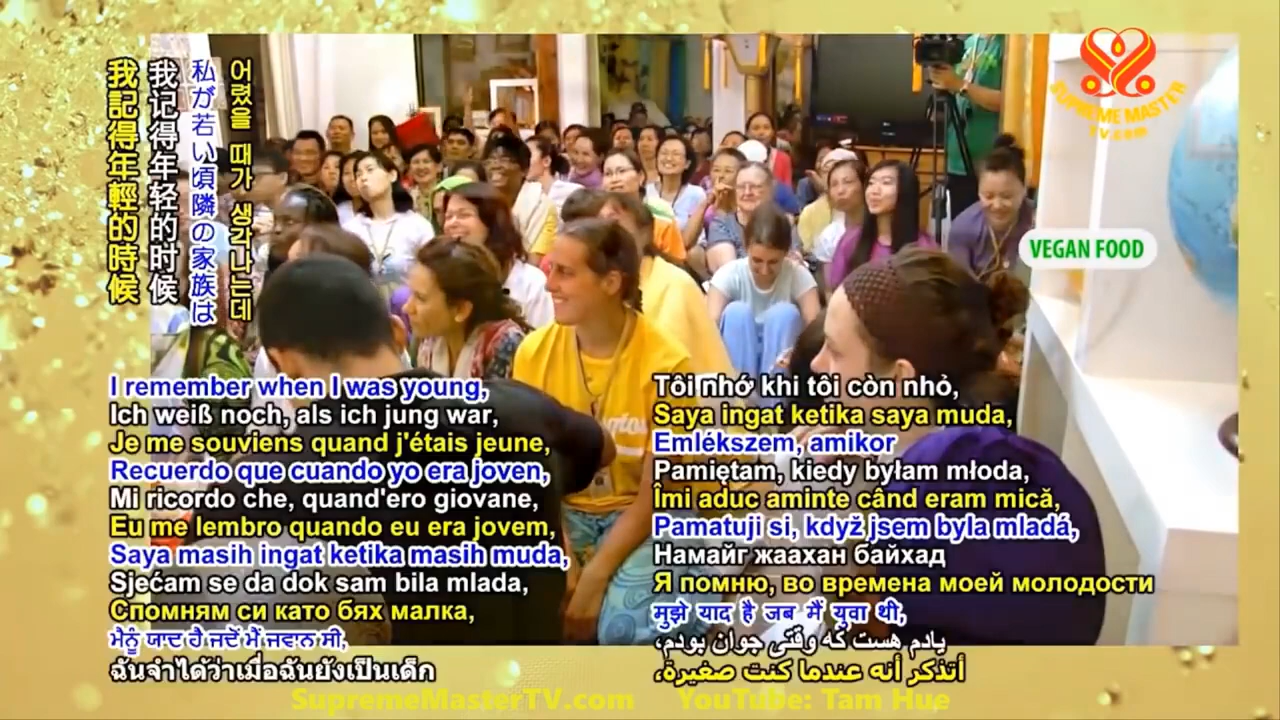 我記得年輕的時候
我记得年轻的时候
私が若い頃隣の家族は
어렸을 때가 생각나는데
SUPREME MASTER
TV.com
VEGAN FOOD
I remember when I was young,
Ich weiß noch, als ich jung war,
Je me souviens quand j'étais jeune,
Recuerdo que cuando yo era joven,
Mi ricordo che, quand'ero giovane,
Eu me lembro quando eu era jovem,
Saya masih ingat ketika masih muda,
Sjećam se da dok sam bila mlada,
Спомням си като бях малка,
ਮੈਨੂੰ ਯਾਦ ਹੈ ਜਦੋਂ ਮੈਂ ਜਵਾਨ ਸੀ,
ฉันจำได้ว่าเมื่อฉันยังเป็นเด็ก
Tôi nhớ khi tôi còn nhỏ,
Saya ingat ketika saya muda,
Emlékszem, amikor
Pamiętam, kiedy byłam młoda,
Îmi aduc aminte când eram mică,
Pamatuji si, když jsem byla mladá,
Намайг жаахан байхад
Я помню, во времена моей молодости
मुझे याद है जब मैं युवा थी,
یادم هست که وقتی جوان بودم،
أتذكر أنه عندما كنت صغيرة،
SupremeMasterTV.com
YouTube: Tam Hue